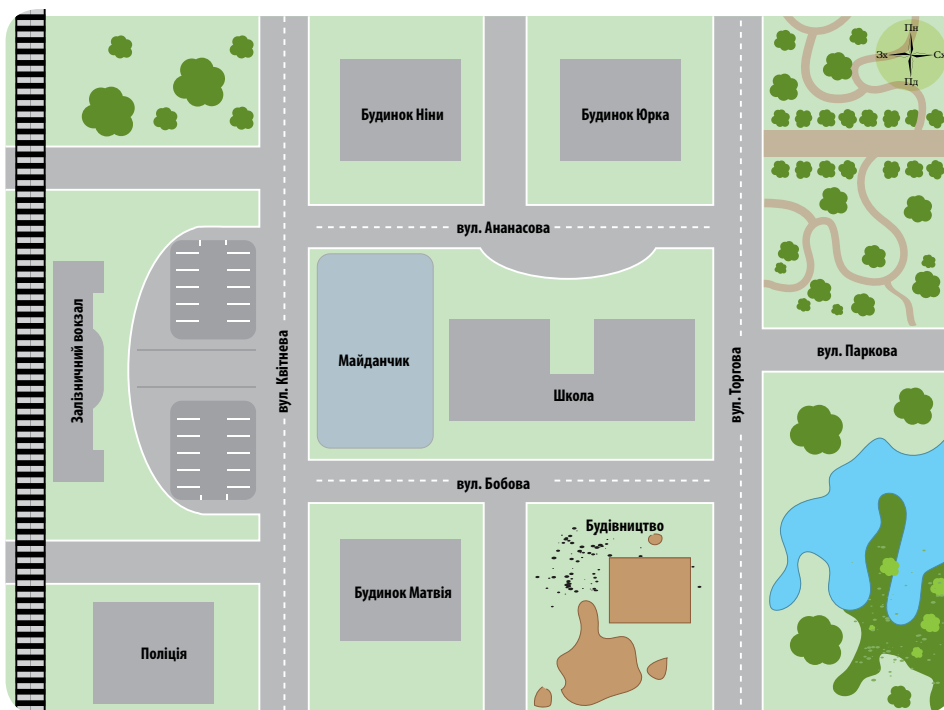 Пн
Зх
Сх
Пд
Будинок Ніни
Будинок Юрка
вул. Ананасова
Залізничний вокзал
вул. Квітнева
Майданчик
Школа
вул. Торгова
вул. Паркова
вул. Бобова
Будівництво
Будинок Матвія
Поліція